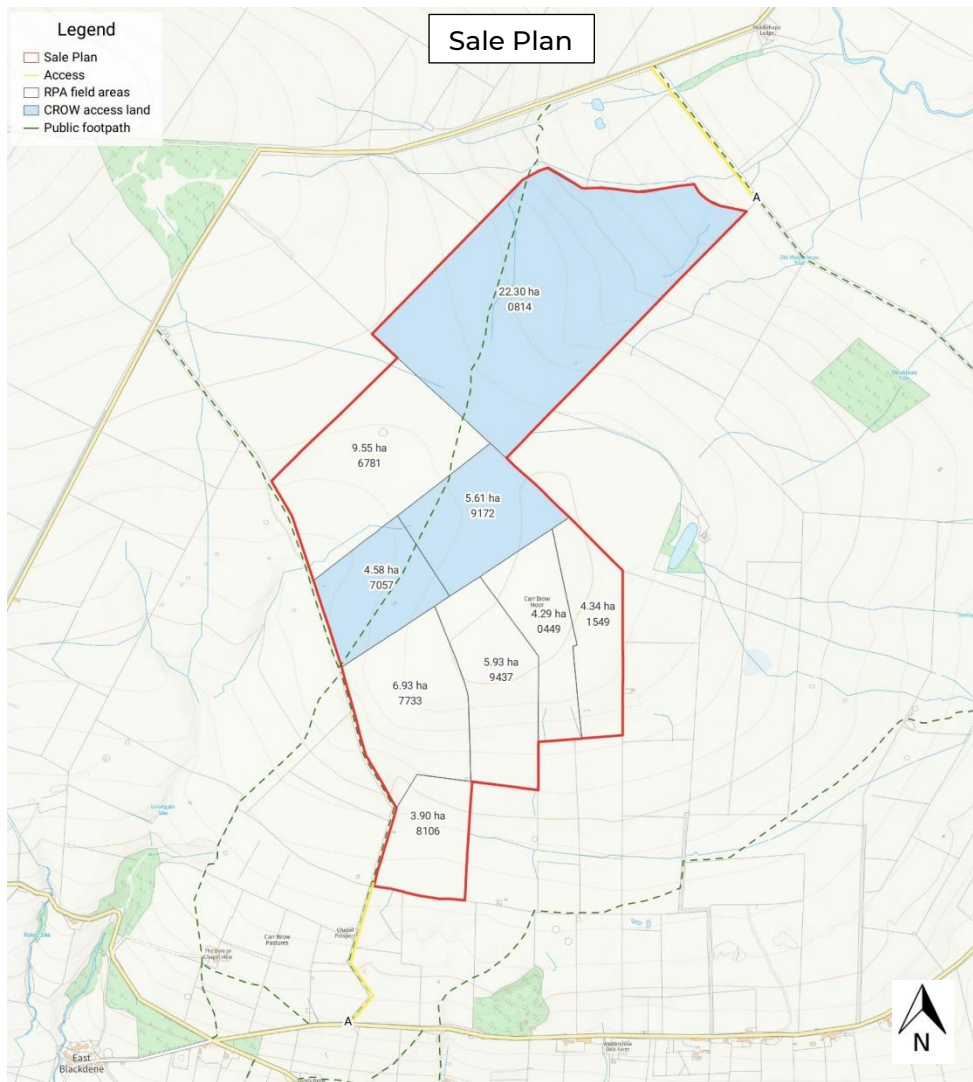 Sale Plan
Legend
Sale Plan
Access
RPA field areas
CROW access land
Public footpath
Middlehope
Lodge
A
22.30 ha
0814
9.55 ha
6781
5.61 ha
9172
4.58 ha
7057
Carr Brow
Moor
4.29 ha
0449
4.34 ha
1549
5.93 ha
9437
6.93 ha
7733
3.90 ha
8106
Carr Brow
Pastures
Chapel
A
East
Blackdene
N